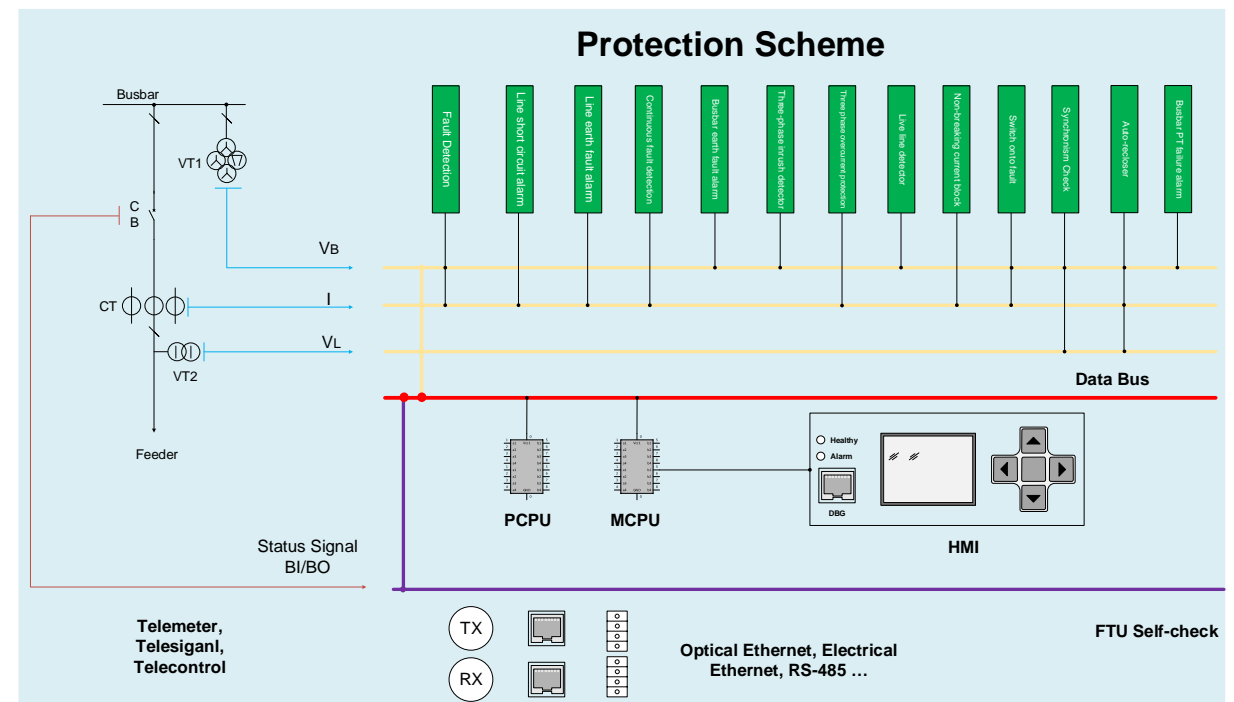 Protection Scheme
Busbar
VT1
C
B
VB
CT
I
VL
VT2
Feeder
Fault Detection
Line short circuit alarm
Line earth fault alarm
Continuous fault detection
Busbar earth fault alarm
Three-phase inrush detector
Three phase overcurrent protection
Live line detector
Non-breaking current block
Switch onto fault
Synchronism Check
Auto-recloser
Busbar PT failure alarm
Data Bus
PCPU
MCPU
Healthy
Alarm
DBG
HMI
Status Signal
BI/BO
Telemeter,
Telesiganl,
Telecontrol
TX
RX
Optical Ethernet, Electrical
Ethernet, RS-485 ...
FTU Self-check